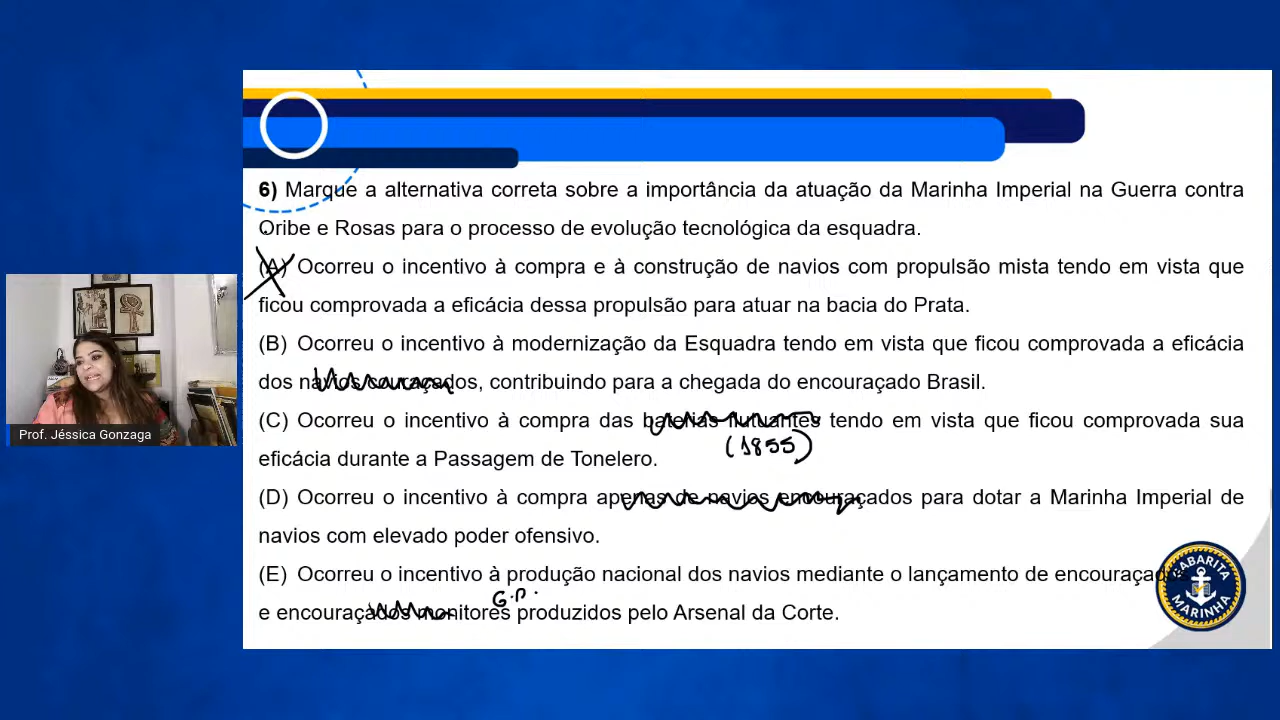 6) Marque a alternativa correta sobre a importância da atuação da Marinha Imperial na Guerra contra
Oribe e Rosas para o processo de evolução tecnológica da esquadra.
(A) Ocorreu o incentivo à compra e à construção de navios com propulsão mista tendo em vista que
ficou comprovada a eficácia dessa propulsão para atuar na bacia do Prata.
(B) Ocorreu o incentivo à modernização da Esquadra tendo em vista que ficou comprovada a eficácia
dos navios couraçados, contribuindo para a chegada do encouraçado Brasil.
(C) Ocorreu o incentivo à compra das baterias flutuantes tendo em vista que ficou comprovada sua
(1855)
eficácia durante a Passagem de Tonelero.
(D) Ocorreu o incentivo à compra apenas de navios encouraçados para dotar a Marinha Imperial de
navios com elevado poder ofensivo.
(E) Ocorreu o incentivo à produção nacional dos navios mediante o lançamento de encouraçados
G.P.
e encouraçados monitores produzidos pelo Arsenal da Corte.
Prof. Jéssica Gonzaga
GABARITA
MARINHA